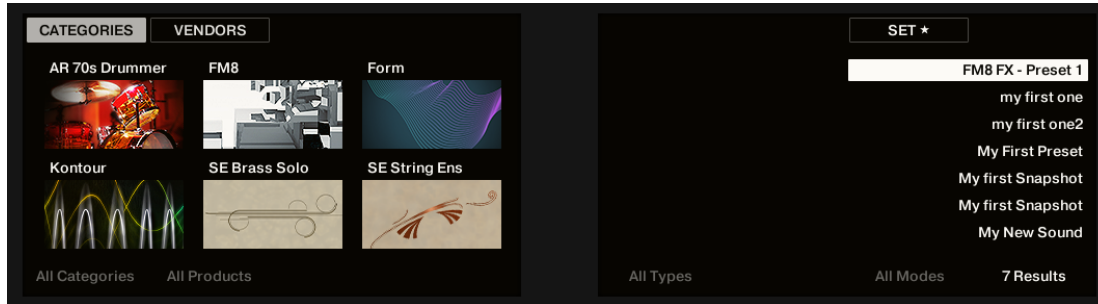 CATEGORIES VENDORS
AR 70s Drummer FM8 Form
Kontour SE Brass Solo SE String Ens
All Categories All Products
SET ★
FM8 FX - Preset 1
my first one
my first one2
My First Preset
My first Snapshot
My first Snapshot
My New Sound
All Types All Modes 7 Results